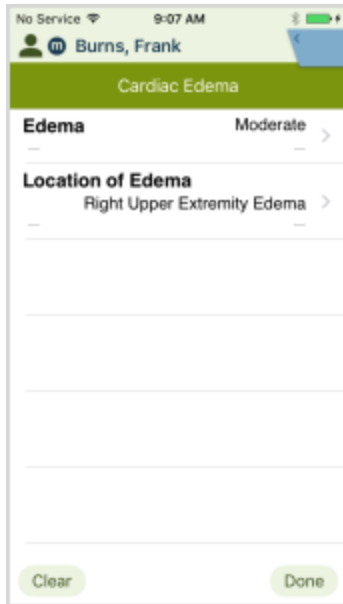 No Service 9:07 AM
m Burns, Frank
Cardiac Edema
Edema Moderate
— —
Location of Edema
Right Upper Extremity Edema
— —
Clear Done